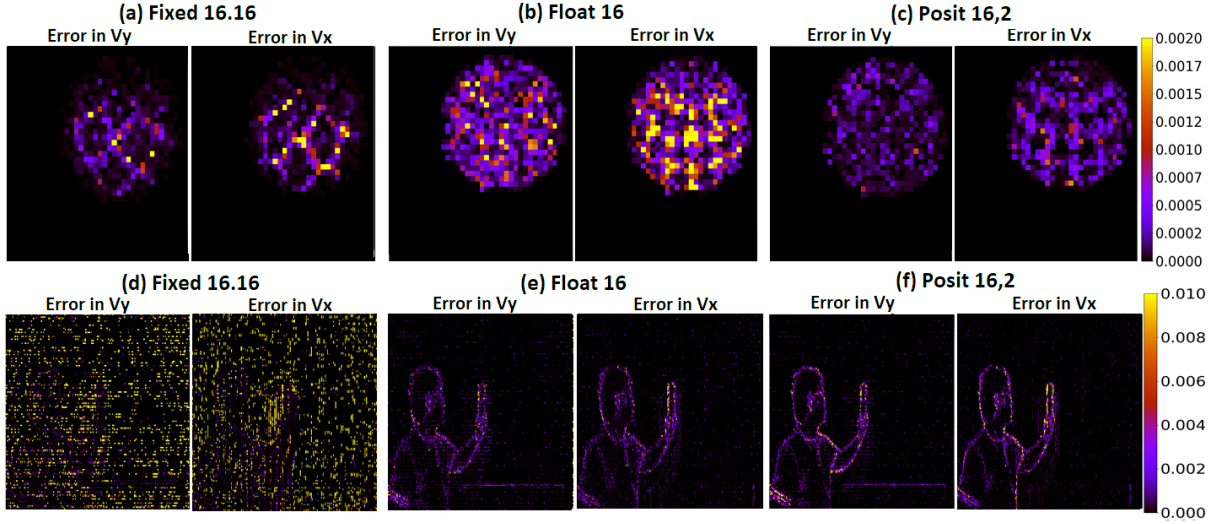 (a) Fixed 16.16
(b) Float 16
(c) Posit 16,2
Error in Vy
Error in Vx
Error in Vy
Error in Vx
Error in Vy
Error in Vx
0.0020
0.0017
0.0015
0.0012
0.0010
0.0007
0.0005
0.0002
0.0000
(d) Fixed 16.16
(e) Float 16
(f) Posit 16,2
Error in Vy
Error in Vx
Error in Vy
Error in Vx
Error in Vy
Error in Vx
0.010
0.008
0.006
0.004
0.002
0.000